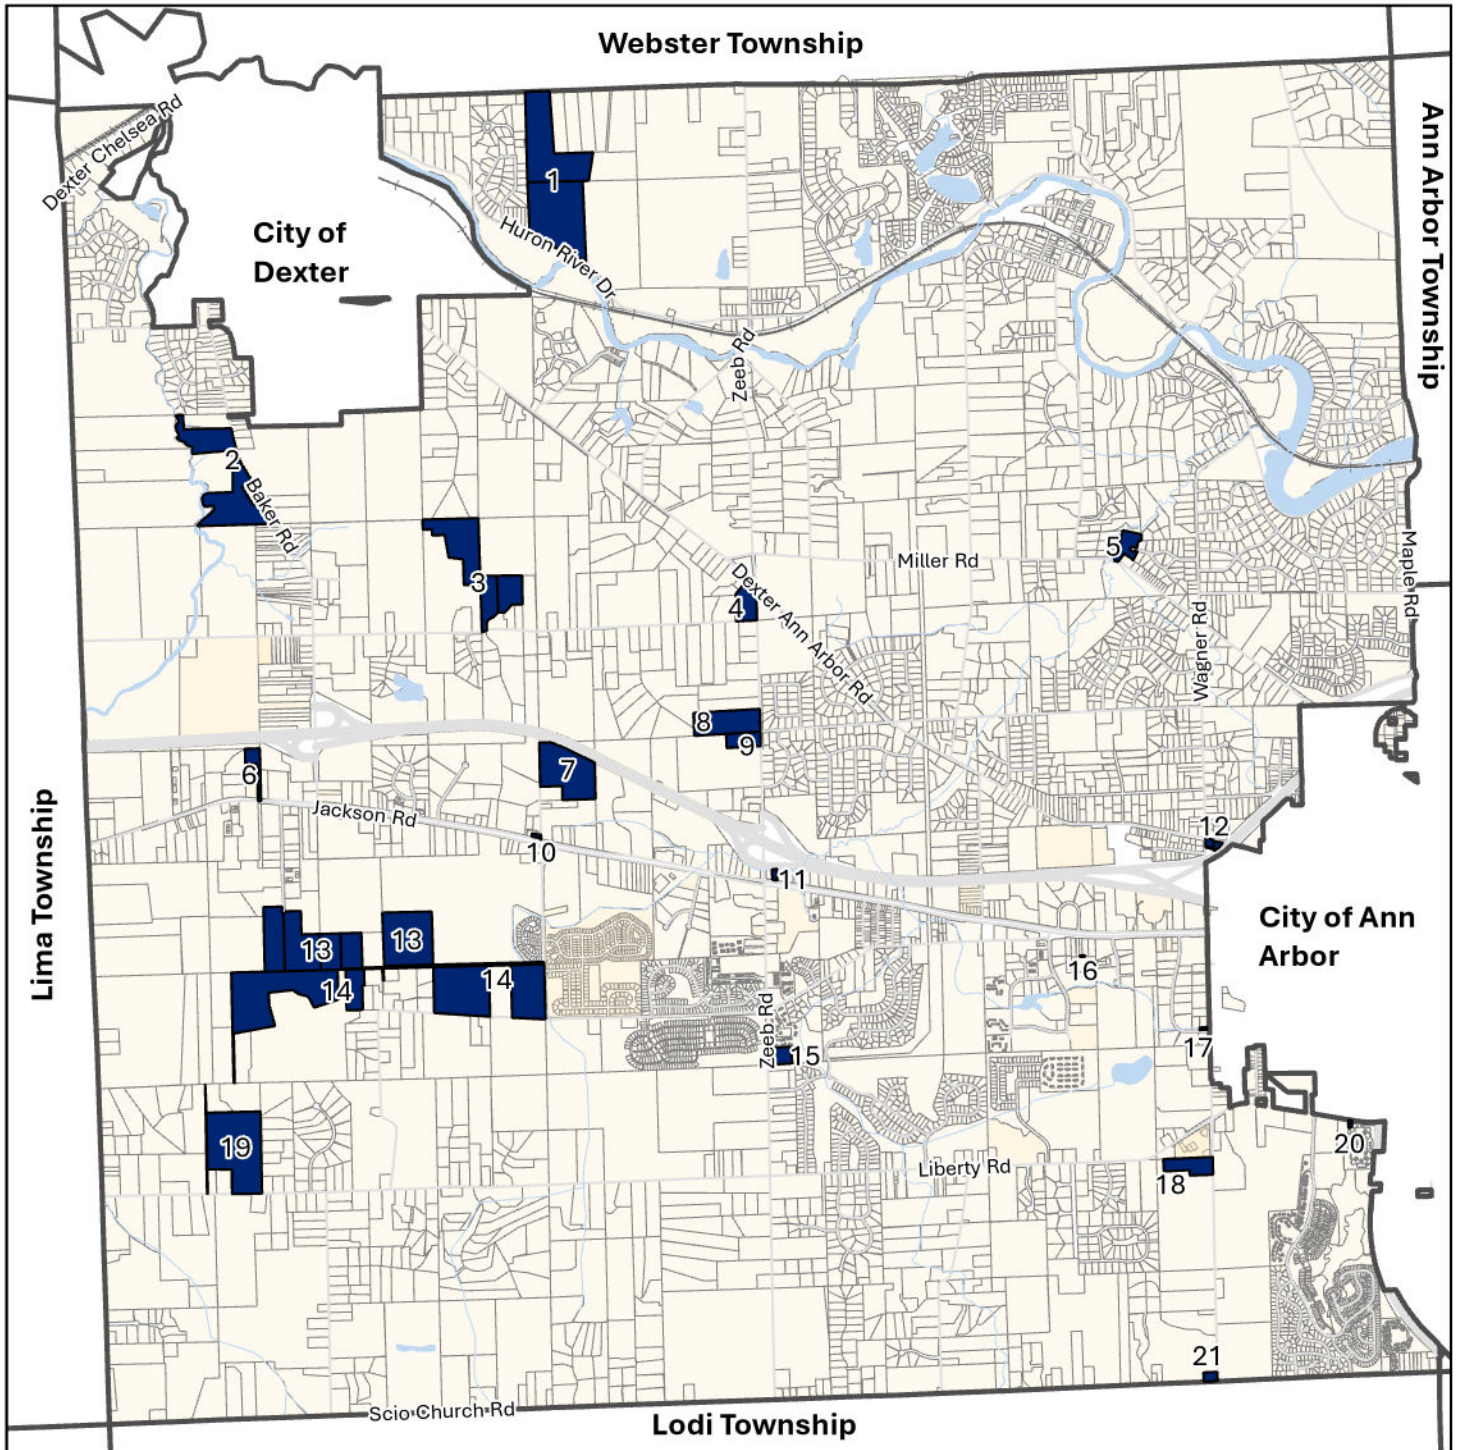 Webster Township
Dexter Chelsea Rd
Ann Arbor Township
1
City of
Dexter
Huron River Dr
Zeeb Rd
2
Baker Rd
3
Miller Rd
5
Maple Rd
Dexter Ann Arbor Rd
4
Wagner Rd
8
9
7
6
Jackson Rd
Lima Township
10
12
11
City of Ann
Arbor
13
13
14
14
16
Zeeb Rd
15
17
19
20
Liberty Rd
18
21
Scio Church Rd
Lodi Township